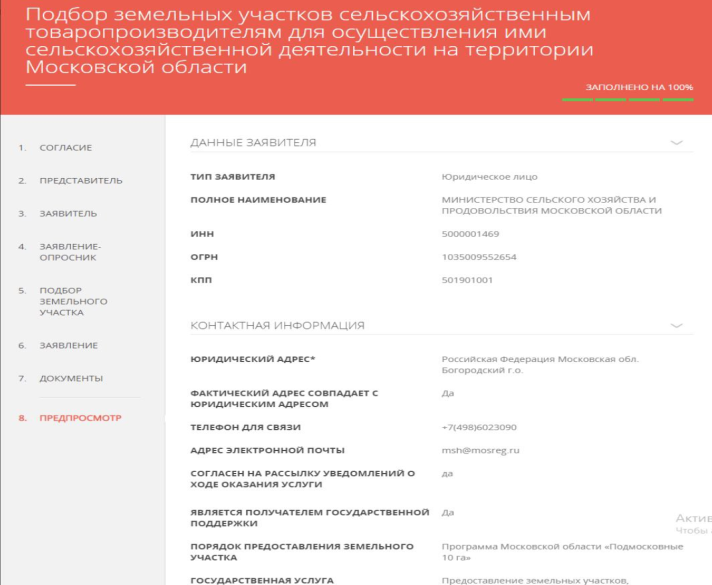 Подбор земельных участков сельскохозяйственным
товаропроизводителям для осуществления ими
сельскохозяйственной деятельности на территории
Московской области
ЗАПОЛНЕНО НА 100%
1. СОГЛАСИЕ
2. ПРЕДСТАВИТЕЛЬ
3. ЗАЯВИТЕЛЬ
4. ЗАЯВЛЕНИЕ-
ОПРОСНИК
5. ПОДБОР
ЗЕМЕЛЬНОГО
УЧАСТКА
6. ЗАЯВЛЕНИЕ
7. ДОКУМЕНТЫ
8. ПРЕДПРОСМОТР
ДАННЫЕ ЗАЯВИТЕЛЯ
ТИП ЗАЯВИТЕЛЯ Юридическое лицо
ПОЛНОЕ НАИМЕНОВАНИЕ МИНИСТЕРСТВО СЕЛЬСКОГО ХОЗЯЙСТВА И
ПРОДОВОЛЬСТВИЯ МОСКОВСКОЙ ОБЛАСТИ
ИНН 5000001469
ОГРН 1035009552654
КПП 501901001
КОНТАКТНАЯ ИНФОРМАЦИЯ
ЮРИДИЧЕСКИЙ АДРЕС* Российская Федерация Московская обл.
Богородский г.о.
ФАКТИЧЕСКИЙ АДРЕС СОВПАДАЕТ С Да
ЮРИДИЧЕСКИМ АДРЕСОМ
ТЕЛЕФОН ДЛЯ СВЯЗИ +7(498)6023090
АДРЕС ЭЛЕКТРОННОЙ ПОЧТЫ msh@mosreg.ru
СОГЛАСЕН НА РАССЫЛКУ УВЕДОМЛЕНИЙ О да
ХОДЕ ОКАЗАНИЯ УСЛУГИ
ЯВЛЯЕТСЯ ПОЛУЧАТЕЛЕМ ГОСУДАРСТВЕННОЙ Да
ПОДДЕРЖКИ
Актив
Чтобы
ПОРЯДОК ПРЕДОСТАВЛЕНИЯ ЗЕМЕЛЬНОГО Программа Московской области «Подмосковные
УЧАСТКА 10 га»
ГОСУДАРСТВЕННАЯ УСЛУГА Предоставление земельных участков,